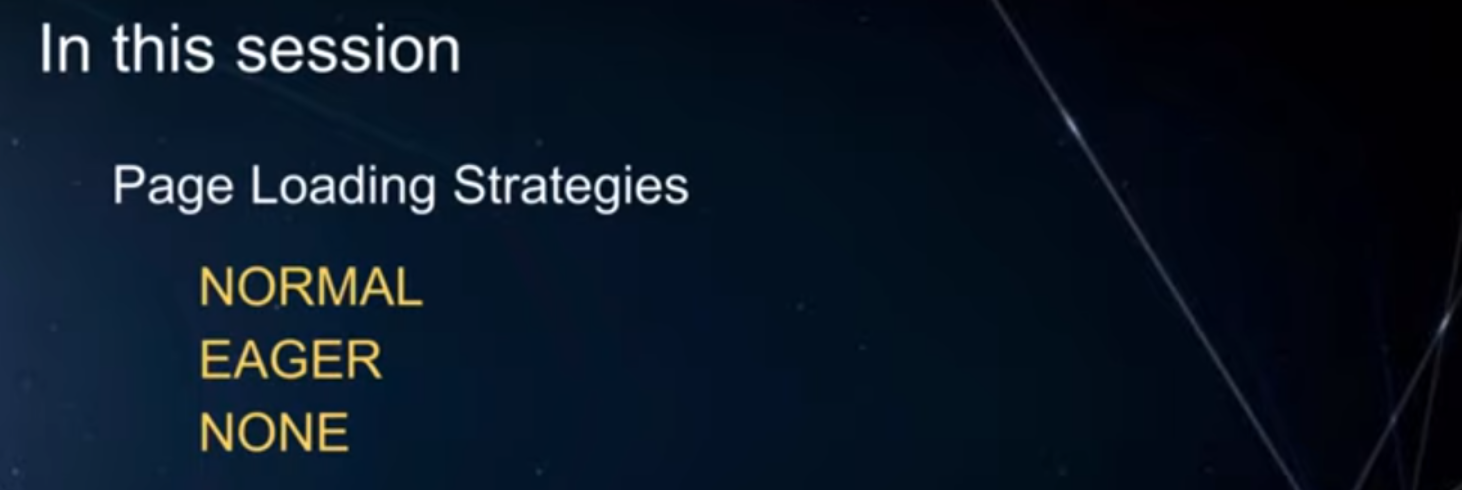 In this session
Page Loading Strategies
NORMAL
EAGER
NONE